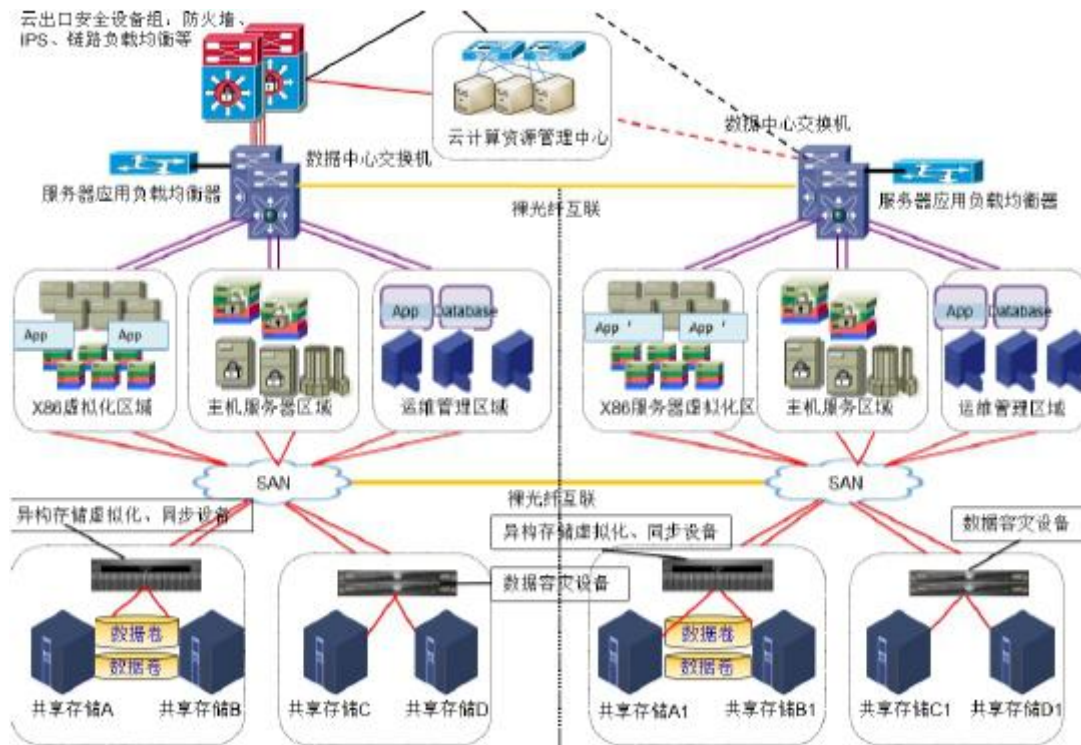 云出口安全设备组：防火墙、
IPS、链路负载均衡等
云计算资源管理中心
数据中心交换机
数据中心交换机
服务器应用负载均衡器
服务器应用负载均衡器
裸光纤互联
App
App
App
Database
App '
App '
App
Database
X86虚拟化区域
主机服务器区域
运维管理区域
X86服务器虚拟化区
主机服务区域
运维管理区域
SAN
SAN
裸光纤互联
异构存储虚拟化、同步设备
异构存储虚拟化、同步设备
数据容灾设备
数据容灾设备
数据卷
数据卷
数据卷
数据卷
共享存储A
共享存储B
共享存储C
共享存储D
共享存储A1
共享存储B1
共享存储C1
共享存储D1